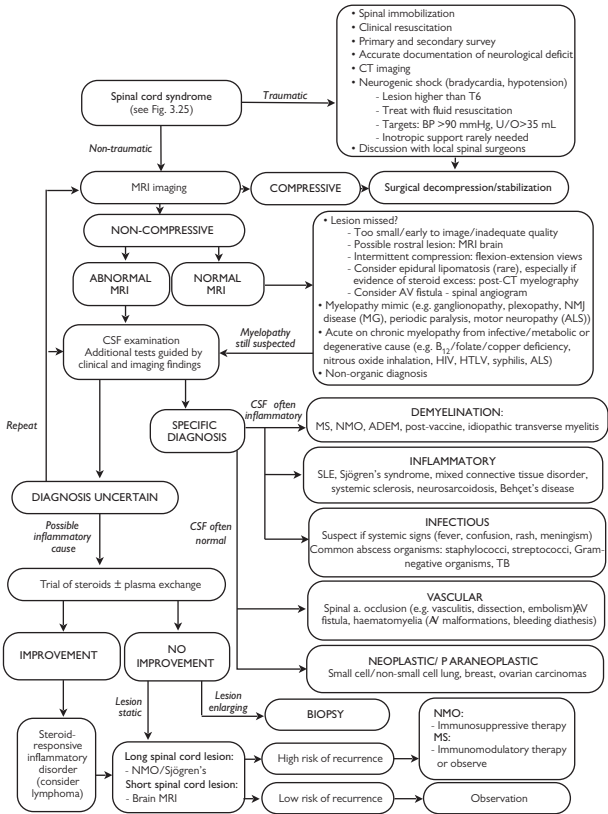 • Spinal immobilization
• Clinical resuscitation
• Primary and secondary survey
• Accurate documentation of neurological deficit
• CT imaging
• Neurogenic shock (bradycardia, hypotension)
- Lesion higher than T6
- Treat with fluid resuscitation
- Targets: BP >90 mmHg, U/O>35 mL
- Inotropic support rarely needed
• Discussion with local spinal surgeons
Spinal cord syndrome
(see Fig. 3.25)
Traumatic
Non-traumatic
MRI imaging
COMPRESSIVE
Surgical decompression/stabilization
NON-COMPRESSIVE
ABNORMAL
MRI
NORMAL
MRI
• Lesion missed?
- Too small/early to image/inadequate quality
- Possible rostral lesion: MRI brain
- Intermittent compression: flexion-extension views
- Consider epidural lipomatosis (rare), especially if
evidence of steroid excess: post-CT myelography
- Consider AV fistula - spinal angiogram
• Myelopathy mimic (e.g. ganglionopathy, plexopathy, NMJ
disease (MG), periodic paralysis, motor neuropathy (ALS))
• Acute on chronic myelopathy from infective/metabolic or
degenerative cause (e.g. B12/folate/copper deficiency,
nitrous oxide inhalation, HIV, HTLV, syphilis, ALS)
• Non-organic diagnosis
CSF examination
Additional tests guided by
clinical and imaging findings
Myelopathy
still suspected
Repeat
SPECIFIC
DIAGNOSIS
CSF often
inflammatory
DEMYELINATION:
MS, NMO, ADEM, post-vaccine, idiopathic transverse myelitis
INFLAMMATORY
SLE, Sjögren's syndrome, mixed connective tissue disorder,
systemic sclerosis, neurosarcoidosis, Behçet's disease
DIAGNOSIS UNCERTAIN
Possible
inflammatory
cause
CSF often
normal
INFECTIOUS
Suspect if systemic signs (fever, confusion, rash, meningism)
Common abscess organisms: staphylococci, streptococci, Gram-
negative organisms, TB
Trial of steroids ± plasma exchange
VASCULAR
Spinal a. occlusion (e.g. vasculitis, dissection, embolism)AV
fistula, haematomyelia (AV malformations, bleeding diathesis)
IMPROVEMENT
NO
IMPROVEMENT
NEOPLASTIC/ P ARANEOPLASTIC
Small cell/non-small cell lung, breast, ovarian carcinomas
Lesion
static
Lesion
enlarging
BIOPSY
Steroid-
responsive
inflammatory
disorder
(consider
lymphoma)
Long spinal cord lesion:
- NMO/Sjögren's
Short spinal cord lesion:
- Brain MRI
High risk of recurrence
NMO:
- Immunosuppressive therapy
MS:
- Immunomodulatory therapy
or observe
Low risk of recurrence
Observation